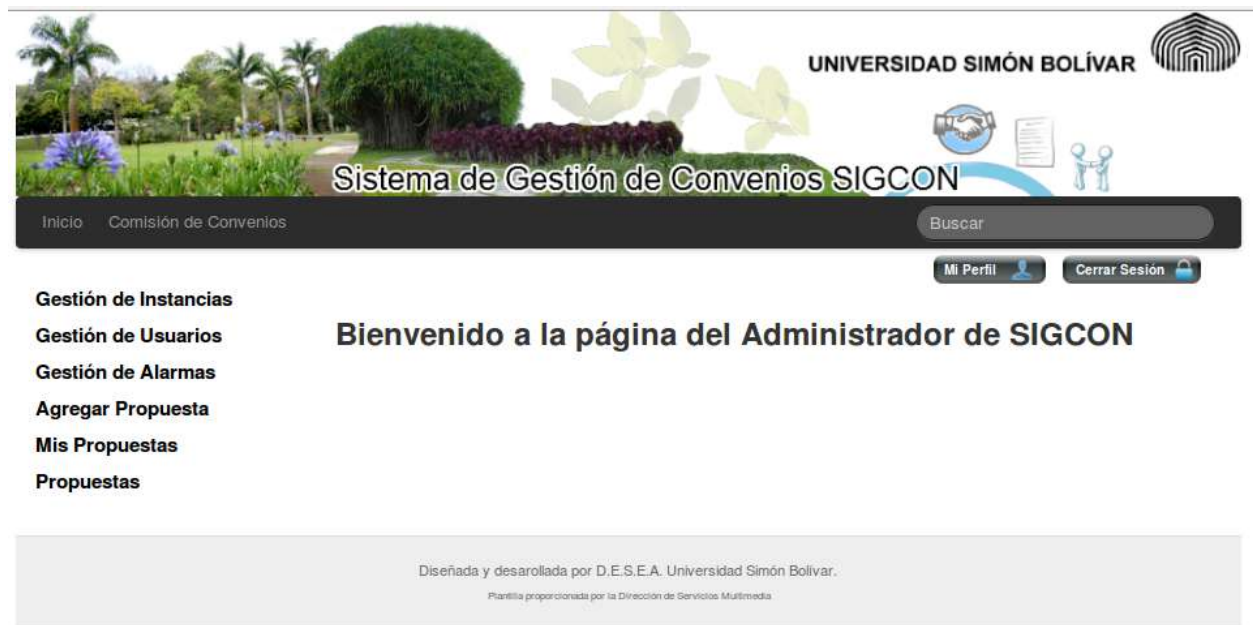 UNIVERSIDAD SIMÓN BOLÍVAR
Sistema de Gestión de Convenios SIGCON
Inicio Comisión de Convenios Buscar
Mi Perfil Cerrar Sesión
Gestión de Instancias
Gestión de Usuarios
Gestión de Alarmas
Agregar Propuesta
Mis Propuestas
Propuestas
Bienvenido a la página del Administrador de SIGCON
Diseñada y desarollada por D.E.S.E.A. Universidad Simón Bolívar.
Plantilla proporcionada por la Dirección de Servicios Multimedia